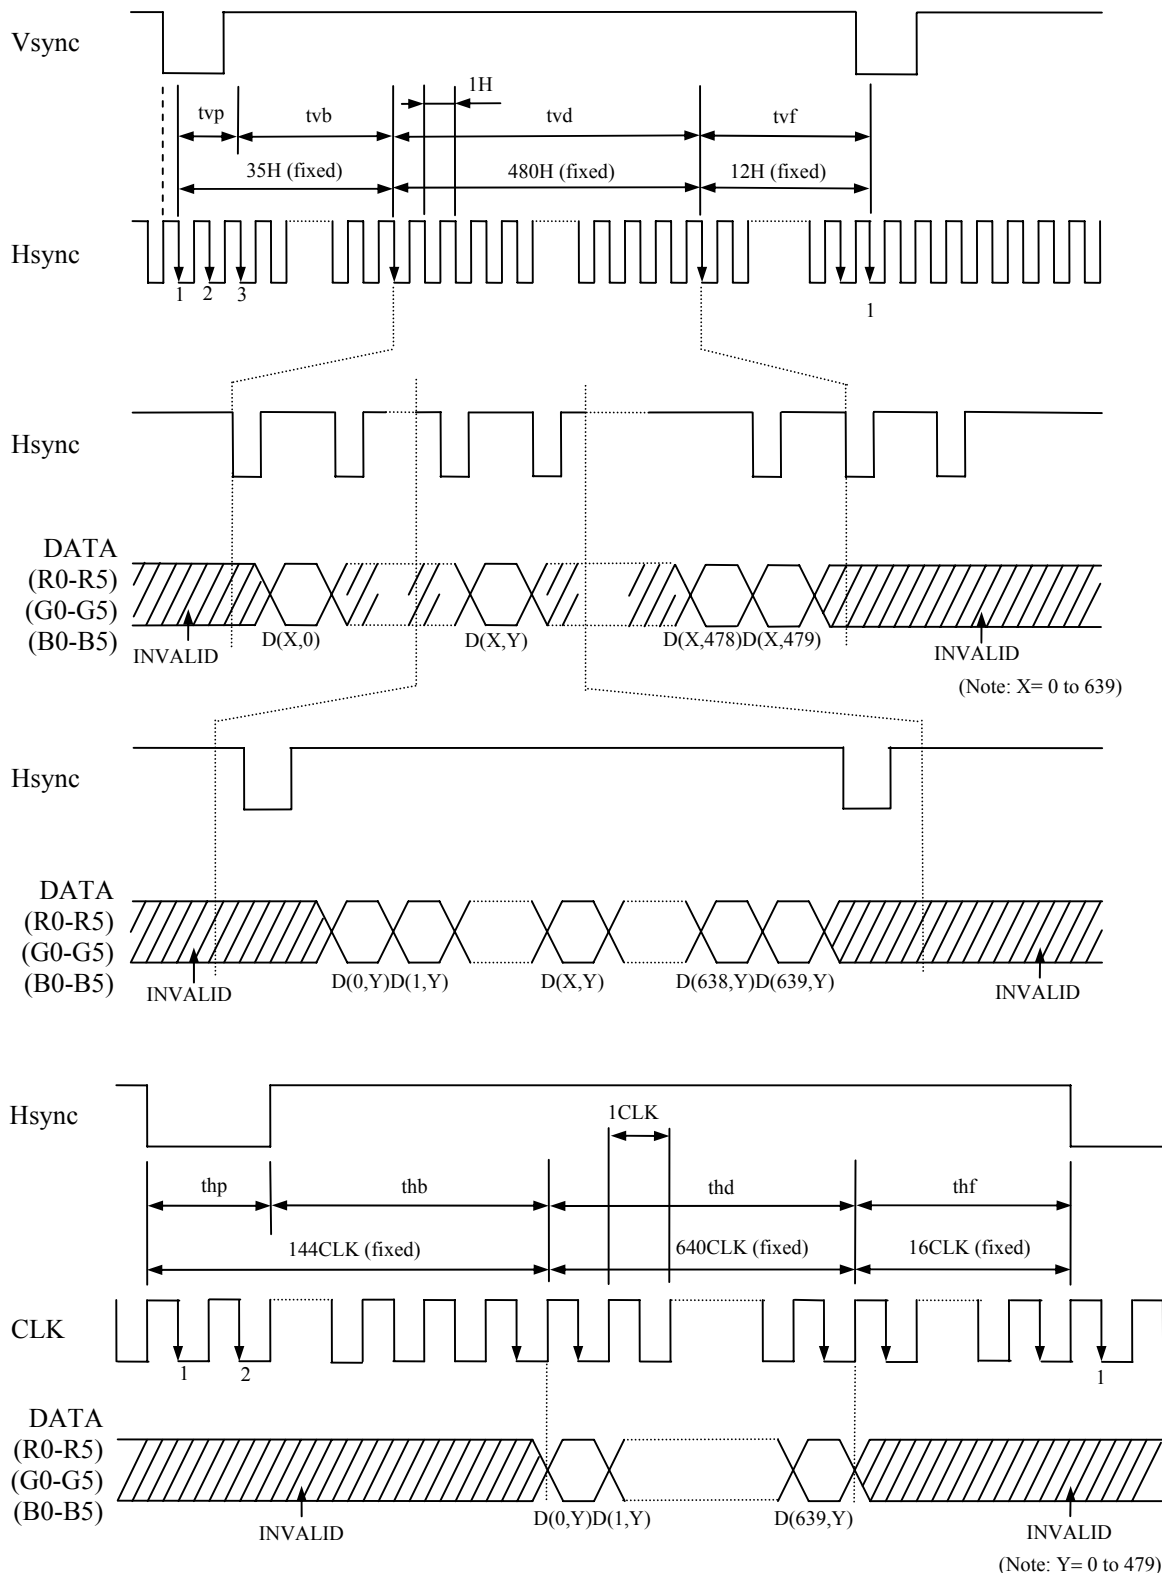 Vsync
1H
tvp tvb tvd tvf
35H (fixed) 480H (fixed) 12H (fixed)
Hsync
1 2 3 1
Hsync
DATA
(R0-R5)
(G0-G5)
(B0-B5)
D(X,0) D(X,Y) D(X,478)D(X,479)
INVALID INVALID
(Note: X= 0 to 639)
Hsync
DATA
(R0-R5)
(G0-G5)
(B0-B5)
D(0,Y)D(1,Y) D(X,Y) D(638,Y)D(639,Y)
INVALID INVALID
Hsync
1CLK
thp thb thd thf
144CLK (fixed) 640CLK (fixed) 16CLK (fixed)
CLK
1 2 1
DATA
(R0-R5)
(G0-G5)
(B0-B5)
D(0,Y)D(1,Y) D(639,Y)
INVALID INVALID
(Note: Y= 0 to 479)